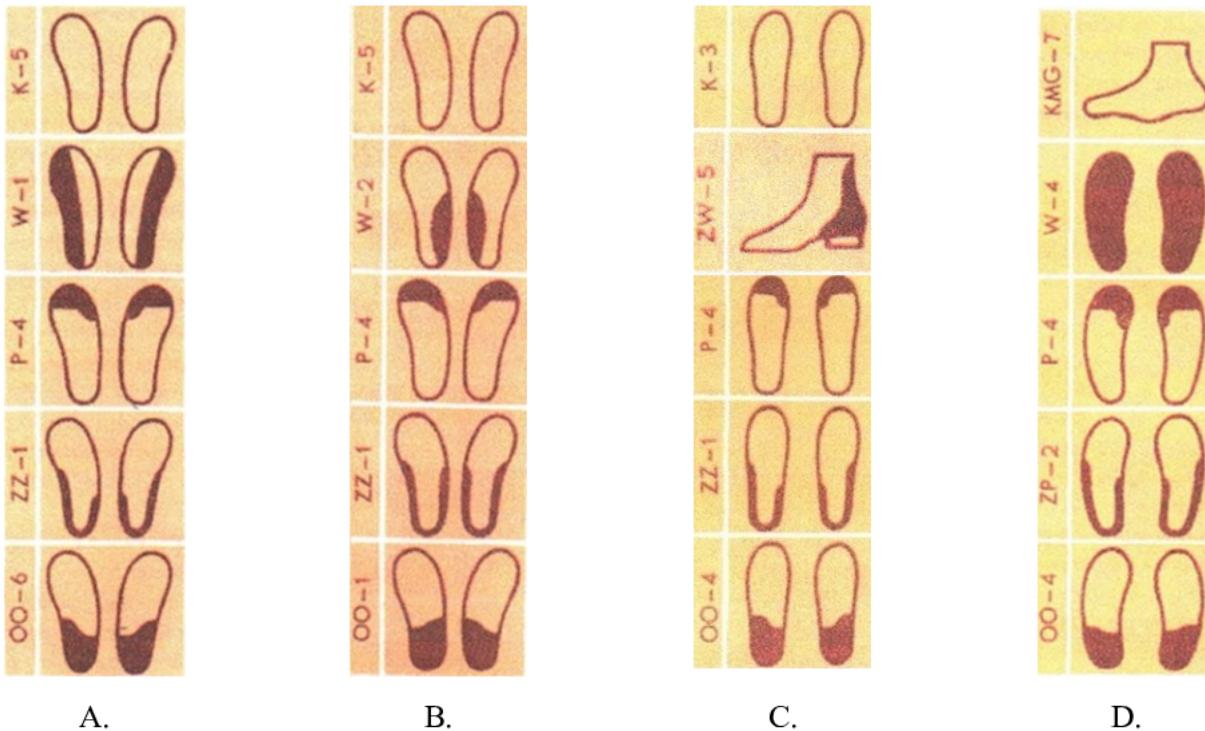 K-5
W-1
P-4
ZZ-1
OO-6
A.
K-5
W-2
P-4
ZZ-1
OO-1
B.
K-3
ZW-5
P-4
ZZ-1
OO-4
C.
KMG-7
W-4
P-4
ZP-2
OO-4
D.